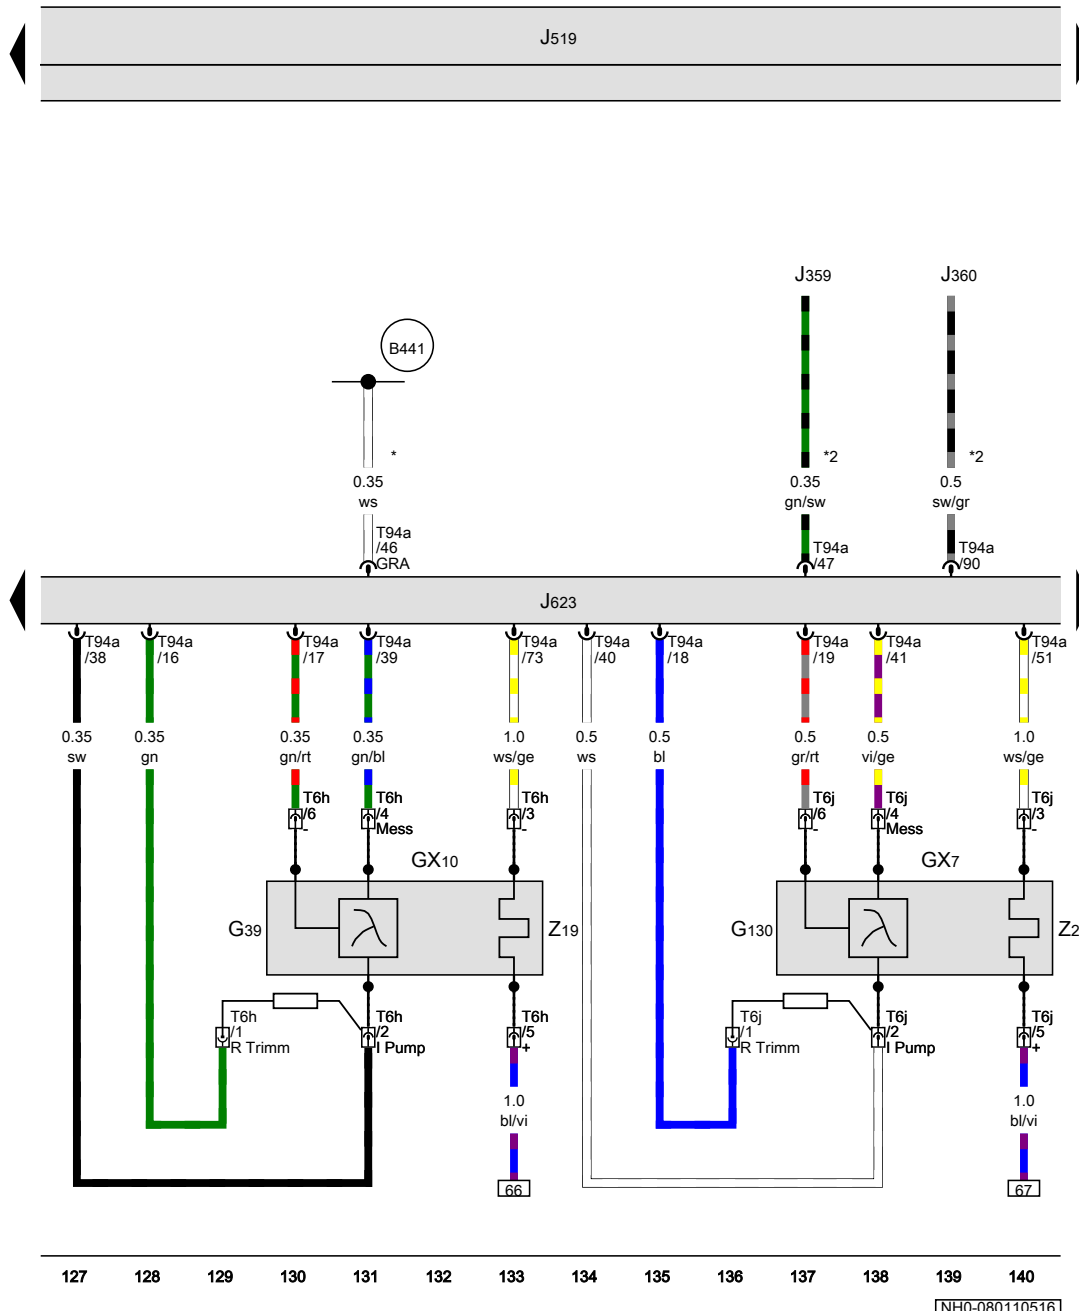 J519
J359
J360
B441
*
*2
*2
0.35
0.35
0.5
ws
gn/sw
sw/gr
T94a
/46
GRA
T94a
/47
T94a
/90
J623
T94a
/38
T94a
/16
T94a
/17
T94a
/39
T94a
/73
T94a
/40
T94a
/18
T94a
/19
T94a
/41
T94a
/51
0.35
0.35
0.35
0.35
1.0
0.5
0.5
0.5
0.5
1.0
sw
gn
gn/rt
gn/bl
ws/ge
ws
bl
gr/rt
vi/ge
ws/ge
T6h
/6
-
T6h
/4
Mess
T6h
/3
-
T6j
/6
-
T6j
/4
Mess
T6j
/3
-
GX10
GX7
G39
Z19
G130
Z2
T6h
/1
R Trimm
T6h
/2
I Pump
T6h
/5
+
T6j
/1
R Trimm
T6j
/2
I Pump
T6j
/5
+
1.0
1.0
bl/vi
bl/vi
66
67
127 128 129 130 131 132 133 134 135 136 137 138 139 140
NH0-080110516